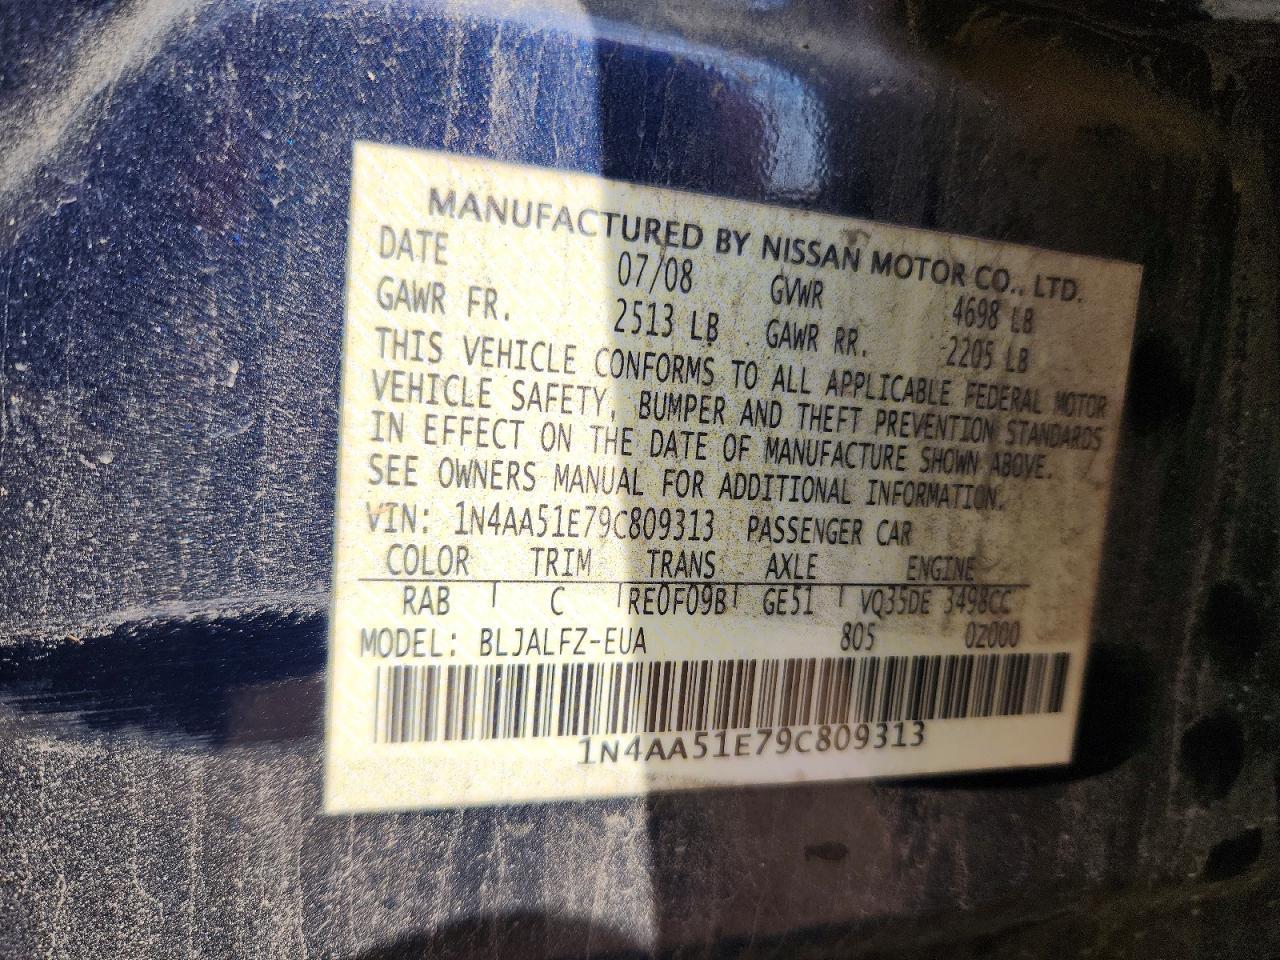 MANUFACTURED BY NISSAN MOTOR CO., LTD.
DATE 07/08 GVWR 4698 LB
GAWR FR. 2513 LB GAWR RR. 2205 LB
THIS VEHICLE CONFORMS TO ALL APPLICABLE FEDERAL MOTOR
VEHICLE SAFETY, BUMPER AND THEFT PREVENTION STANDARDS
IN EFFECT ON THE DATE OF MANUFACTURE SHOWN ABOVE.
SEE OWNERS MANUAL FOR ADDITIONAL INFORMATION.
VIN: 1N4AA51E79C809313 PASSENGER CAR
COLOR TRIM TRANS AXLE ENGINE
RAB C RE0F09B GE51 VQ35DE 3498CC
MODEL: BLJALFZ-EUA 805 0Z000
1N4AA51E79C809313